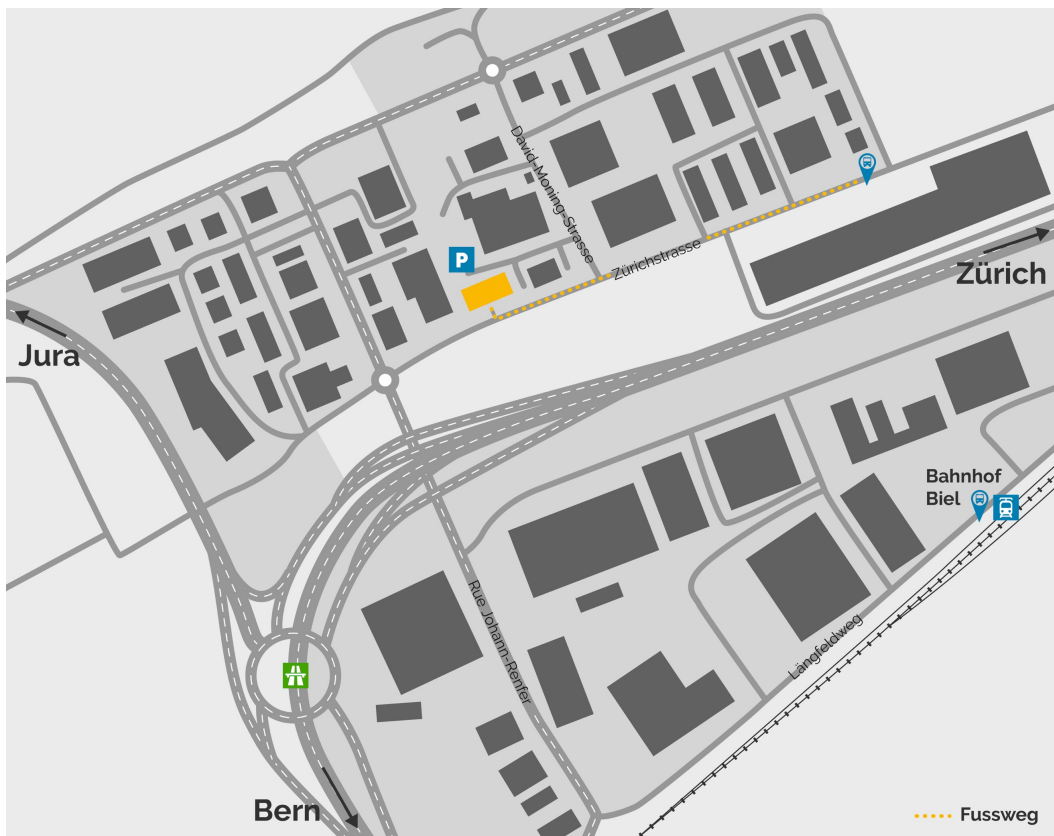 David-Moning-Strasse
P
Zürichstrasse
Zürich
Jura
Bahnhof
Biel
Rue Johann-Renfer
Längfeldweg
Bern
Fussweg